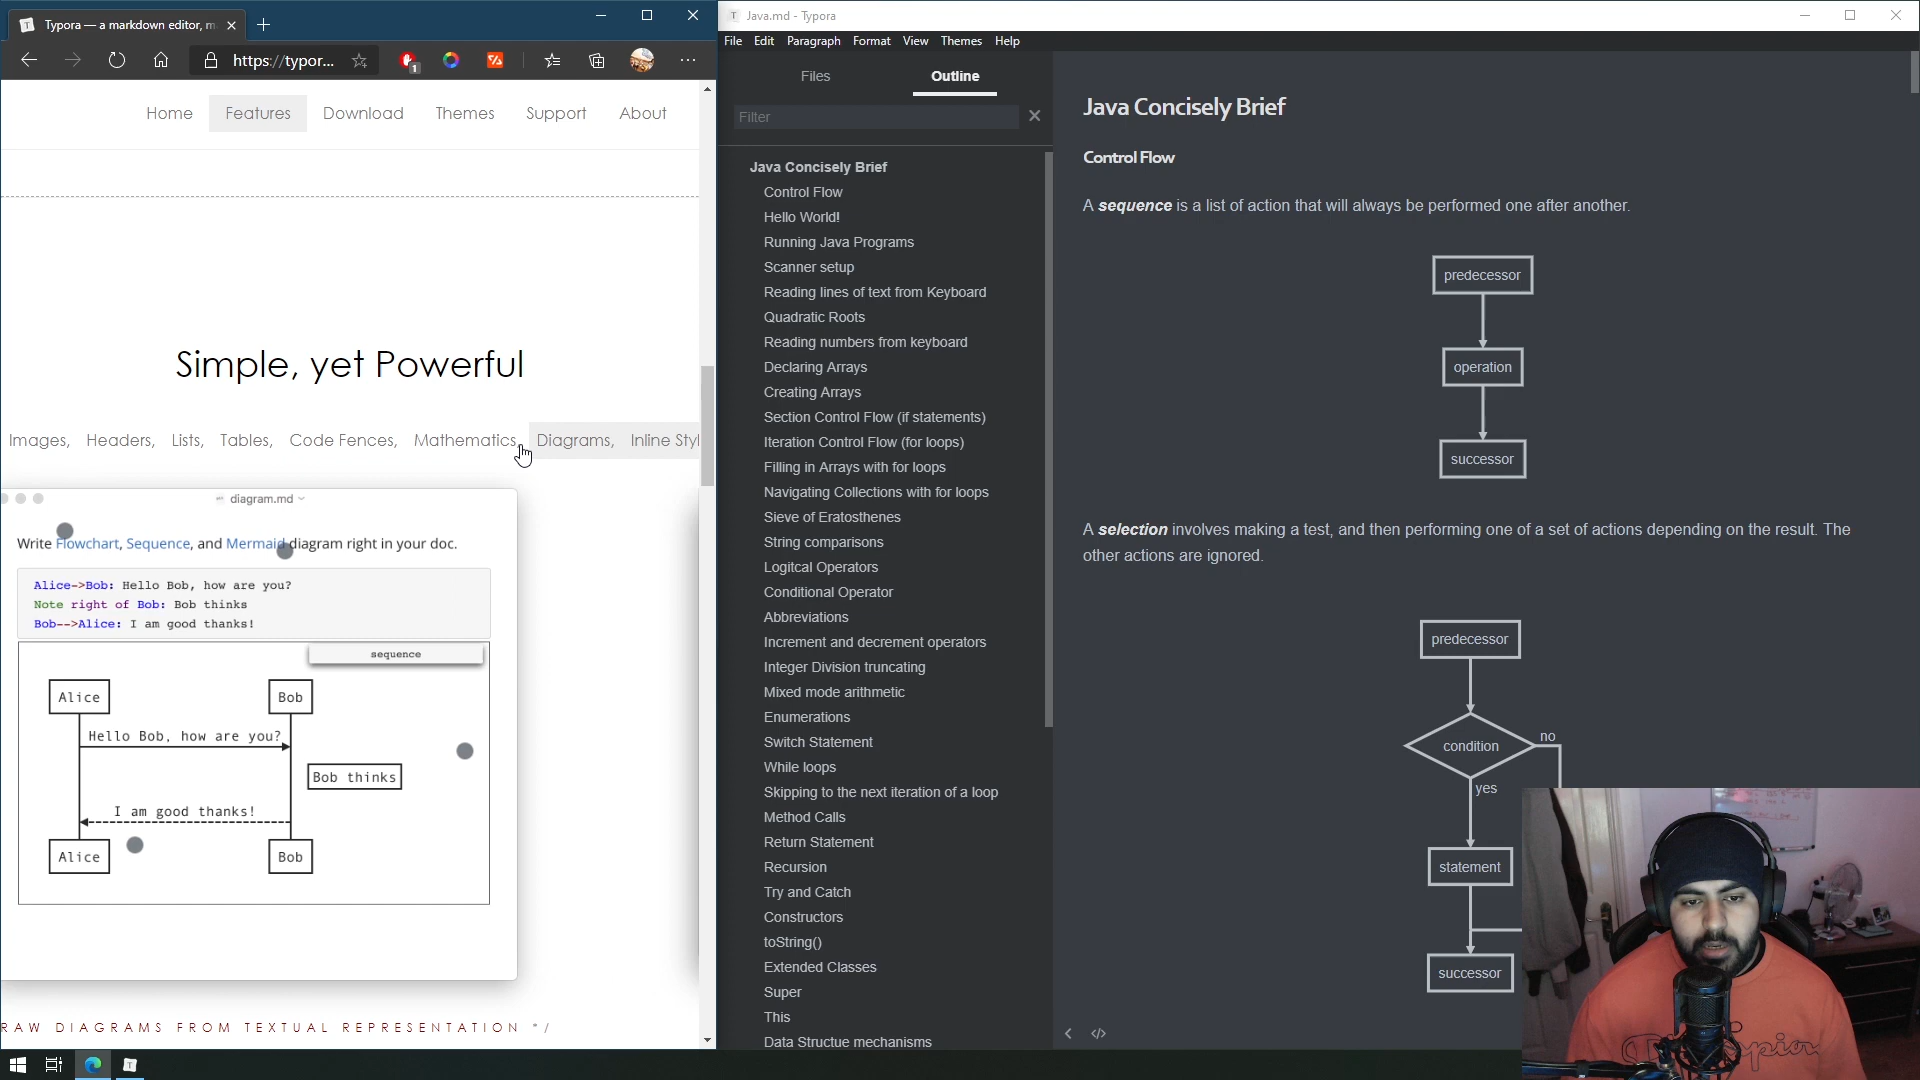 Typora — a markdown editor, m
https://typor...
1
Home
Features
Download
Themes
Support
About
Simple, yet Powerful
Images,
Headers,
Lists,
Tables,
Code Fences,
Mathematics,
Diagrams,
Inline Styl
diagram.md
Write Flowchart, Sequence, and Mermaid diagram right in your doc.
Alice->Bob: Hello Bob, how are you?
Note right of Bob: Bob thinks
Bob-->Alice: I am good thanks!
sequence
Alice
Bob
Hello Bob, how are you?
Bob thinks
I am good thanks!
Alice
Bob
RAW DIAGRAMS FROM TEXTUAL REPRESENTATION */
Java.md - Typora
File
Edit
Paragraph
Format
View
Themes
Help
Files
Outline
Filter
Java Concisely Brief
Control Flow
Hello World!
Running Java Programs
Scanner setup
Reading lines of text from Keyboard
Quadratic Roots
Reading numbers from keyboard
Declaring Arrays
Creating Arrays
Section Control Flow (if statements)
Iteration Control Flow (for loops)
Filling in Arrays with for loops
Navigating Collections with for loops
Sieve of Eratosthenes
String comparisons
Logitcal Operators
Conditional Operator
Abbreviations
Increment and decrement operators
Integer Division truncating
Mixed mode arithmetic
Enumerations
Switch Statement
While loops
Skipping to the next iteration of a loop
Method Calls
Return Statement
Recursion
Try and Catch
Constructors
toString()
Extended Classes
Super
This
Data Structue mechanisms
Java Concisely Brief
Control Flow
A sequence is a list of action that will always be performed one after another.
predecessor
operation
successor
A selection involves making a test, and then performing one of a set of actions depending on the result. The
other actions are ignored.
predecessor
condition
no
yes
statement
successor